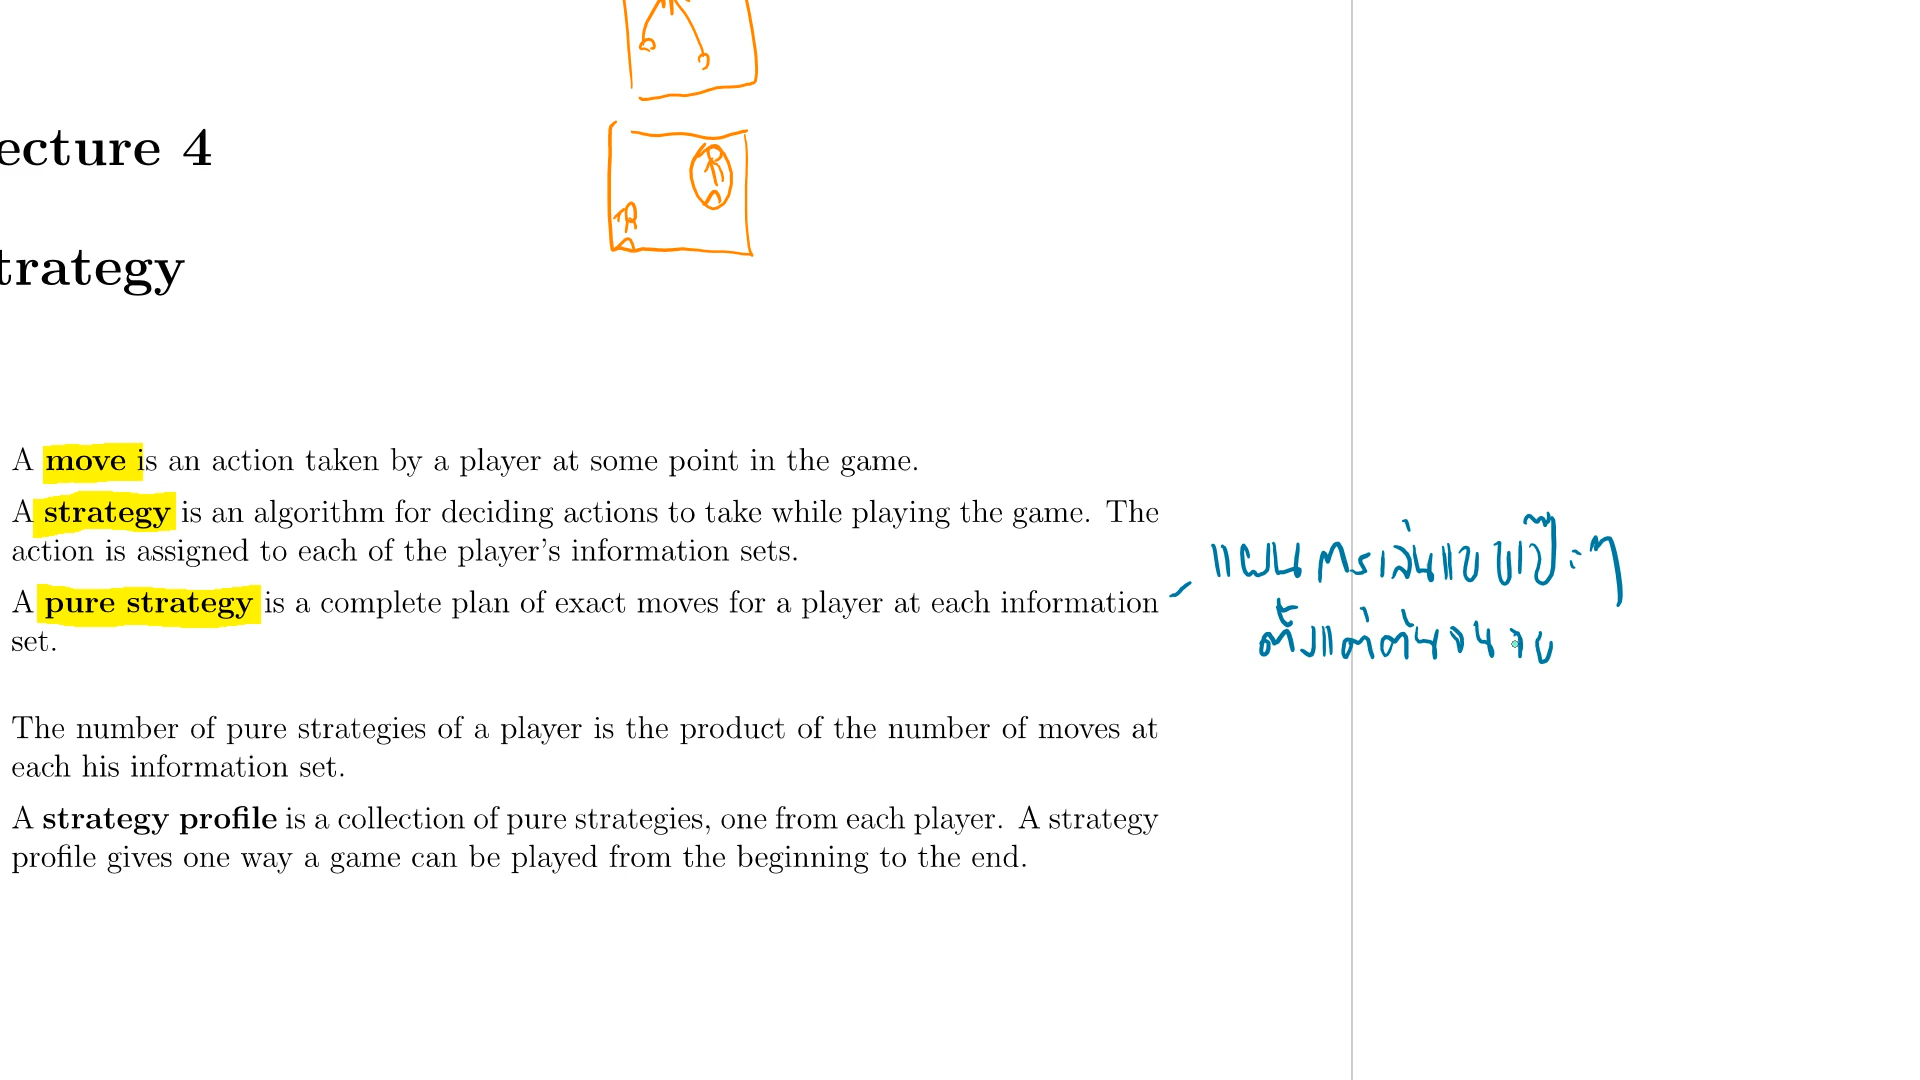 ecture 4
trategy
A move is an action taken by a player at some point in the game.
A strategy is an algorithm for deciding actions to take while playing the game. The
action is assigned to each of the player's information sets.
A pure strategy is a complete plan of exact moves for a player at each information
set.
แผนการเล่นแบบเป๊ะๆ
ตั้งแต่ต้นจนจบ
The number of pure strategies of a player is the product of the number of moves at
each his information set.
A strategy profile is a collection of pure strategies, one from each player. A strategy
profile gives one way a game can be played from the beginning to the end.